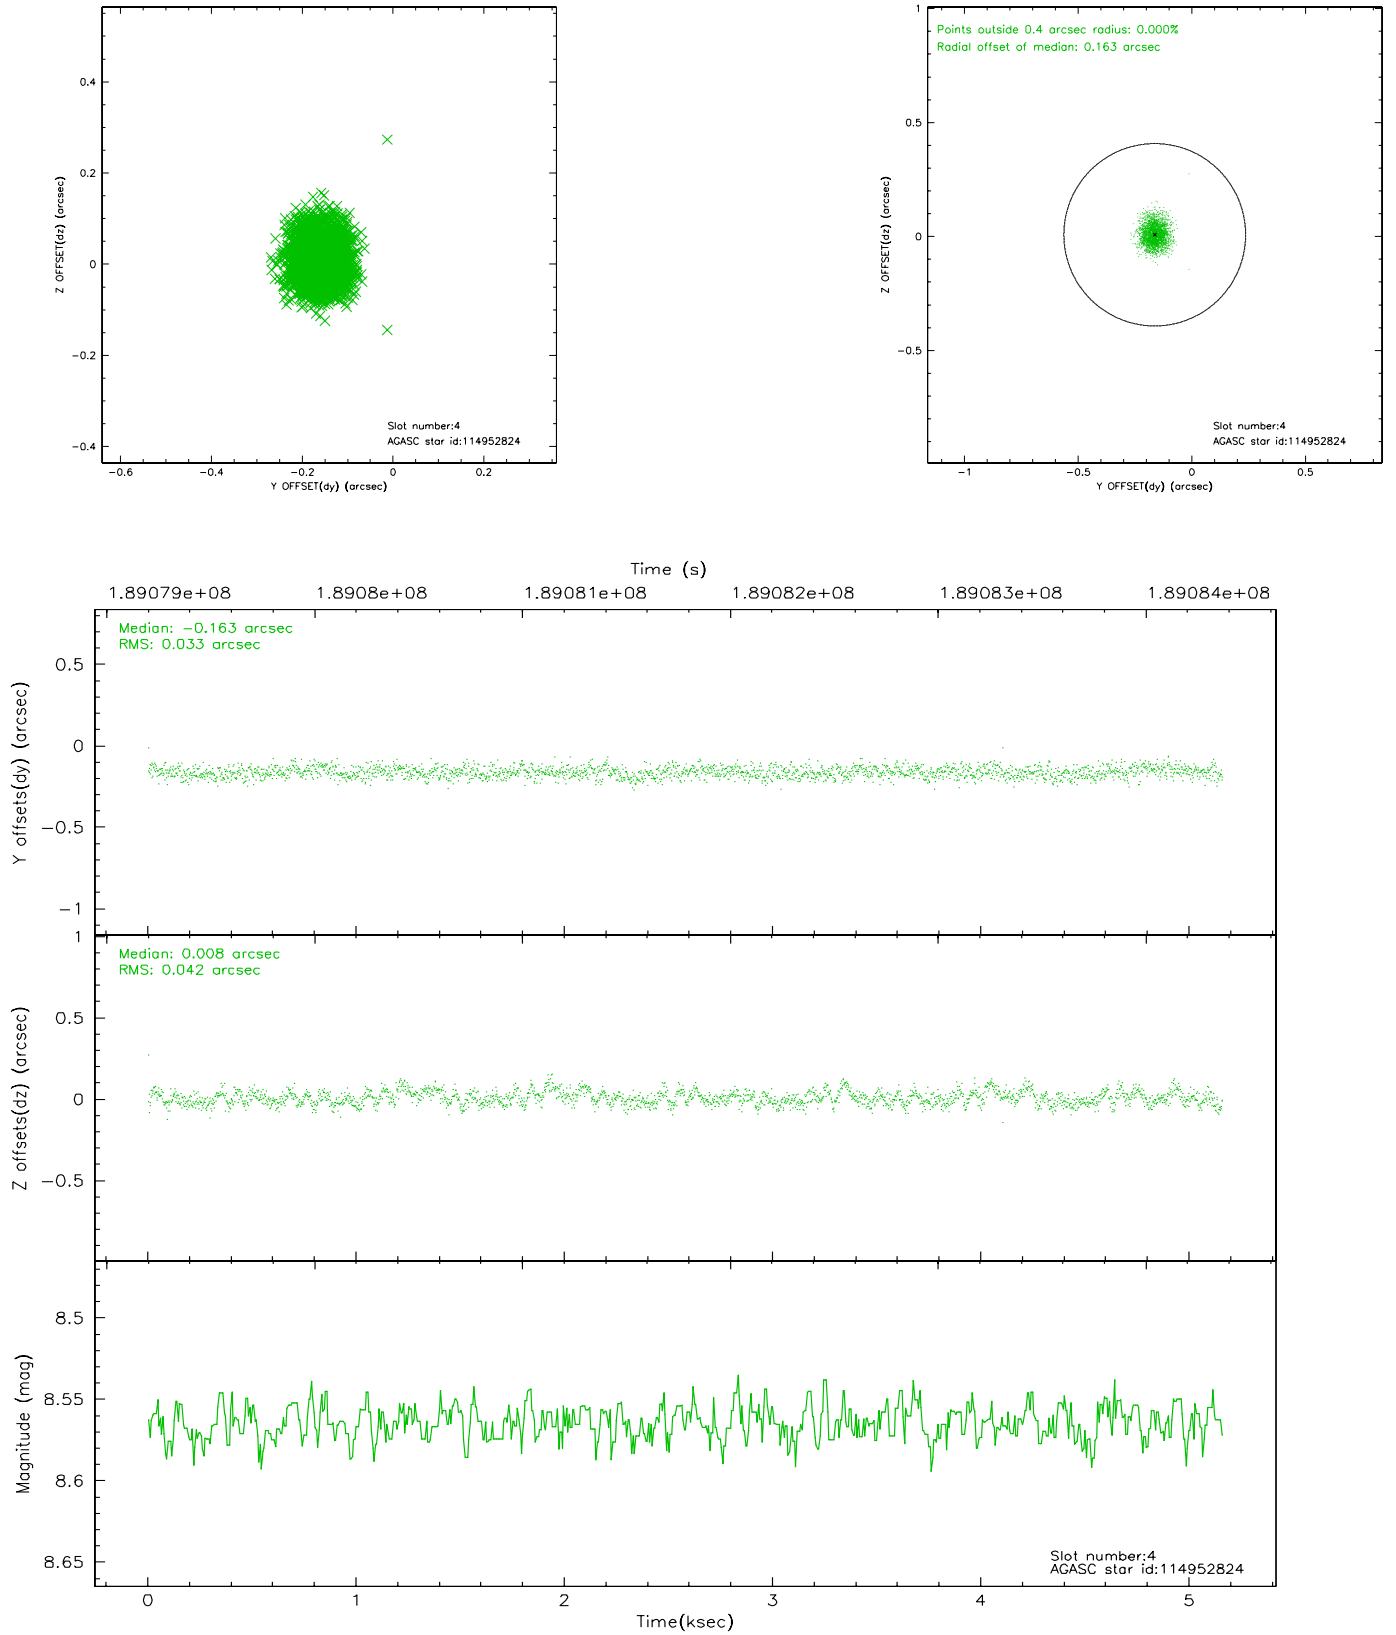 0.4
0.2
0
−0.2
−0.4
Z OFFSET(dz) (arcsec)
Slot number:4
AGASC star id:114952824
−0.6
−0.4
−0.2
0
0.2
Y OFFSET(dy) (arcsec)
Points outside 0.4 arcsec radius: 0.000%
Radial offset of median: 0.163 arcsec
1
0.5
0
−0.5
Z OFFSET(dz) (arcsec)
Slot number:4
AGASC star id:114952824
−1
−0.5
0
0.5
Y OFFSET(dy) (arcsec)
Time (s)
1.89079e+08
1.8908e+08
1.89081e+08
1.89082e+08
1.89083e+08
1.89084e+08
Median: −0.163 arcsec
RMS: 0.033 arcsec
0.5
0
−0.5
−1
Y offsets(dy) (arcsec)
Median: 0.008 arcsec
RMS: 0.042 arcsec
1
0.5
0
−0.5
Z offsets(dz) (arcsec)
8.5
8.55
8.6
8.65
Magnitude (mag)
Slot number:4
AGASC star id:114952824
0
1
2
3
4
5
Time(ksec)